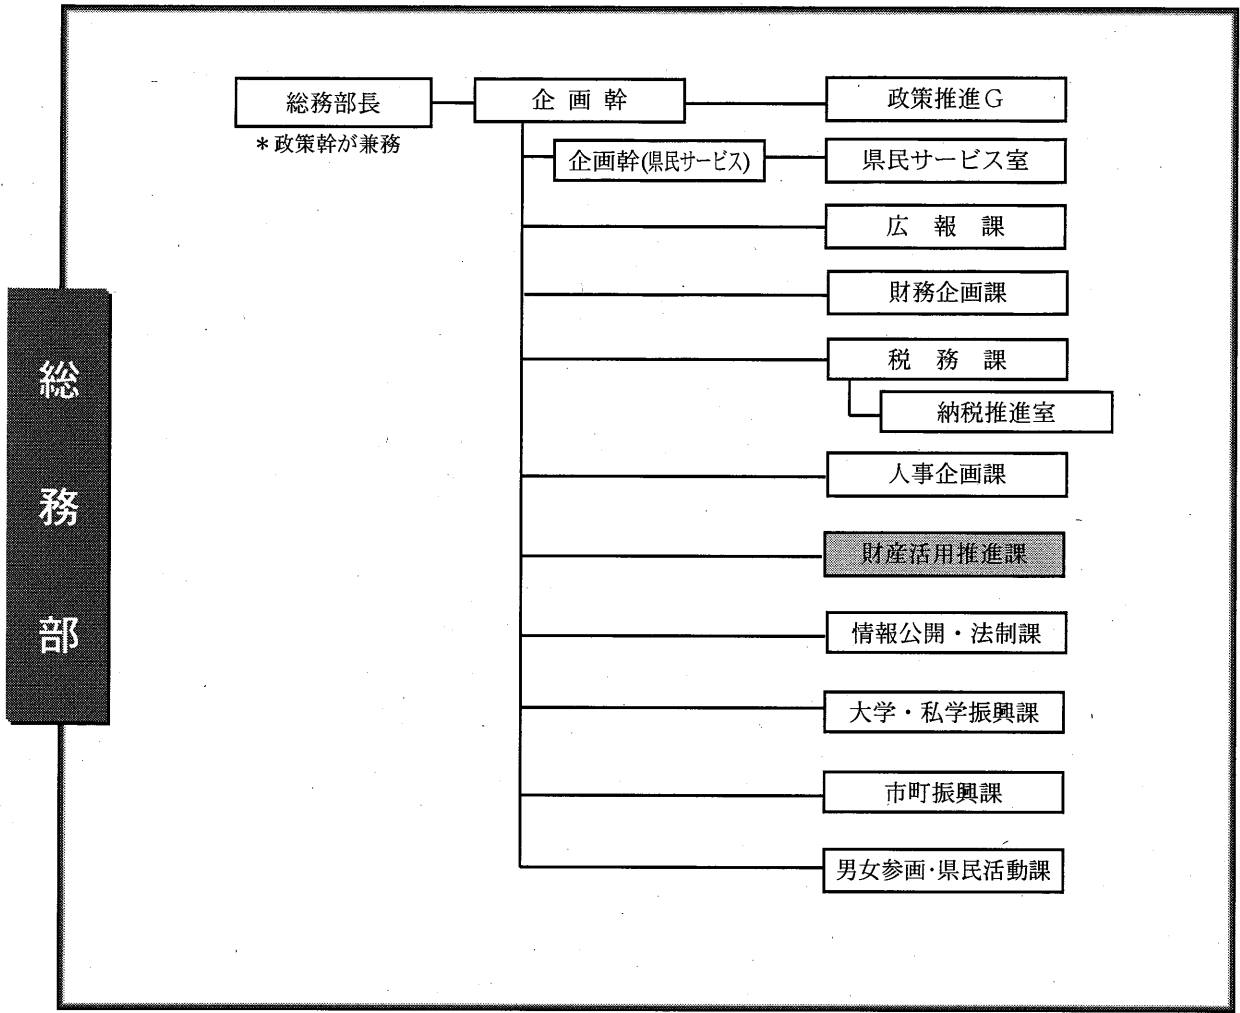 総務部
総務部長
＊政策幹が兼務
企画幹
政策推進G
企画幹(県民サービス)
県民サービス室
広報課
財務企画課
税務課
納税推進室
人事企画課
財産活用推進課
情報公開・法制課
大学・私学振興課
市町振興課
男女参画・県民活動課